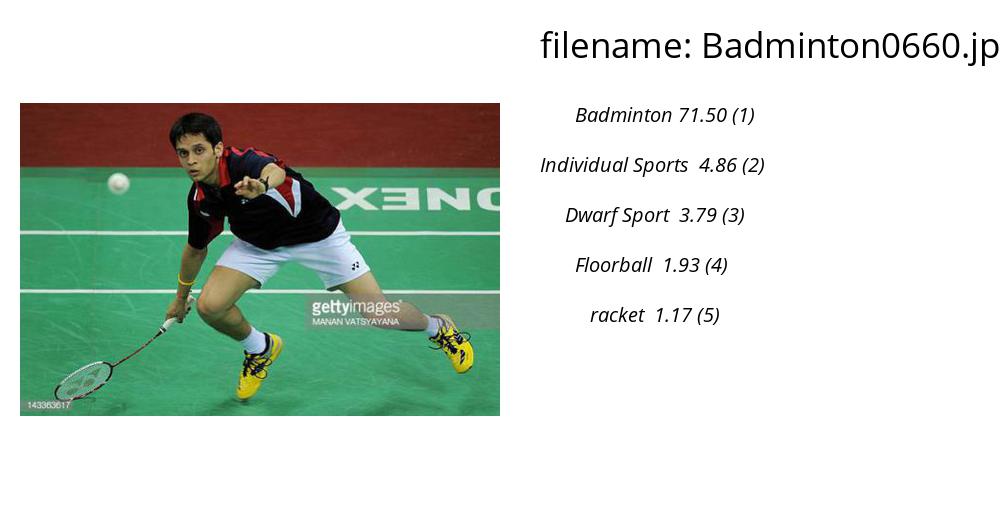 filename: Badminton0660.jp
Badminton 71.50 (1)
Individual Sports 4.86 (2)
Dwarf Sport 3.79 (3)
Floorball 1.93 (4)
racket 1.17 (5)
ONEX
gettyimages®
MANAN VATSYAYANA
143363617